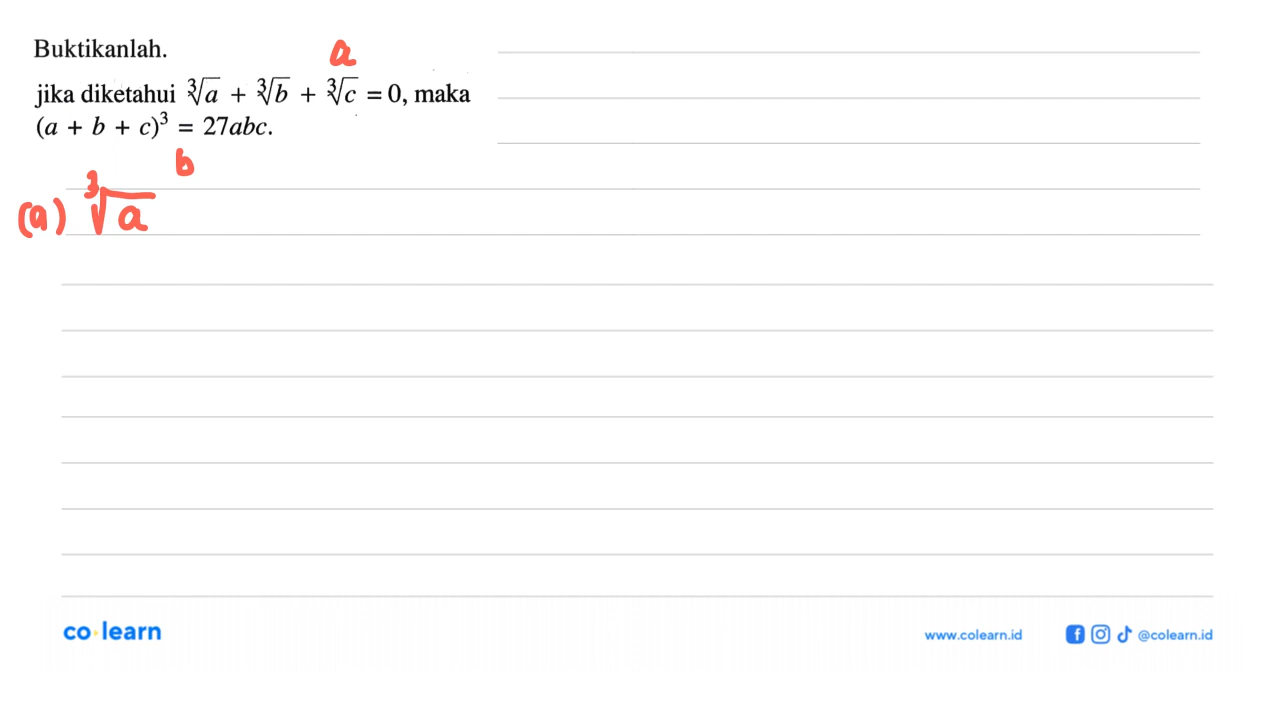 Buktikanlah.
a
jika diketahui ∛a + ∛b + ∛c = 0, maka
(a + b + c)³ = 27abc.
b
(a) ∛a
co·learn
www.colearn.id
@colearn.id